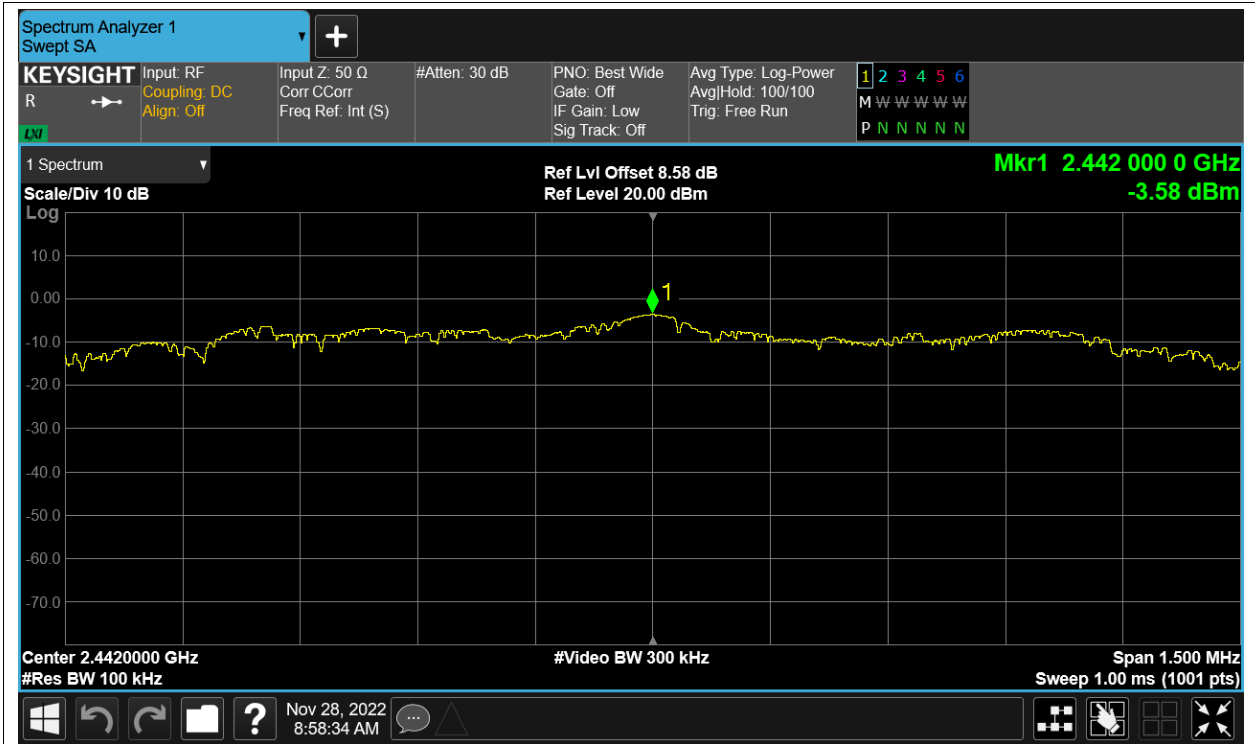 Spectrum Analyzer 1
Swept SA
KEYSIGHT
R
LXI
Input: RF
Coupling: DC
Align: Off
Input Z: 50 Ω
Corr CCorr
Freq Ref: Int (S)
#Atten: 30 dB
PNO: Best Wide
Gate: Off
IF Gain: Low
Sig Track: Off
Avg Type: Log-Power
Avg|Hold: 100/100
Trig: Free Run
1 2 3 4 5 6
M W W W W W
P N N N N N
1 Spectrum
Scale/Div 10 dB
Log
Ref Lvl Offset 8.58 dB
Ref Level 20.00 dBm
Mkr1 2.442 000 0 GHz
-3.58 dBm
10.0
0.00
-10.0
-20.0
-30.0
-40.0
-50.0
-60.0
-70.0
1
Center 2.4420000 GHz
#Res BW 100 kHz
#Video BW 300 kHz
Span 1.500 MHz
Sweep 1.00 ms (1001 pts)
?
Nov 28, 2022
8:58:34 AM